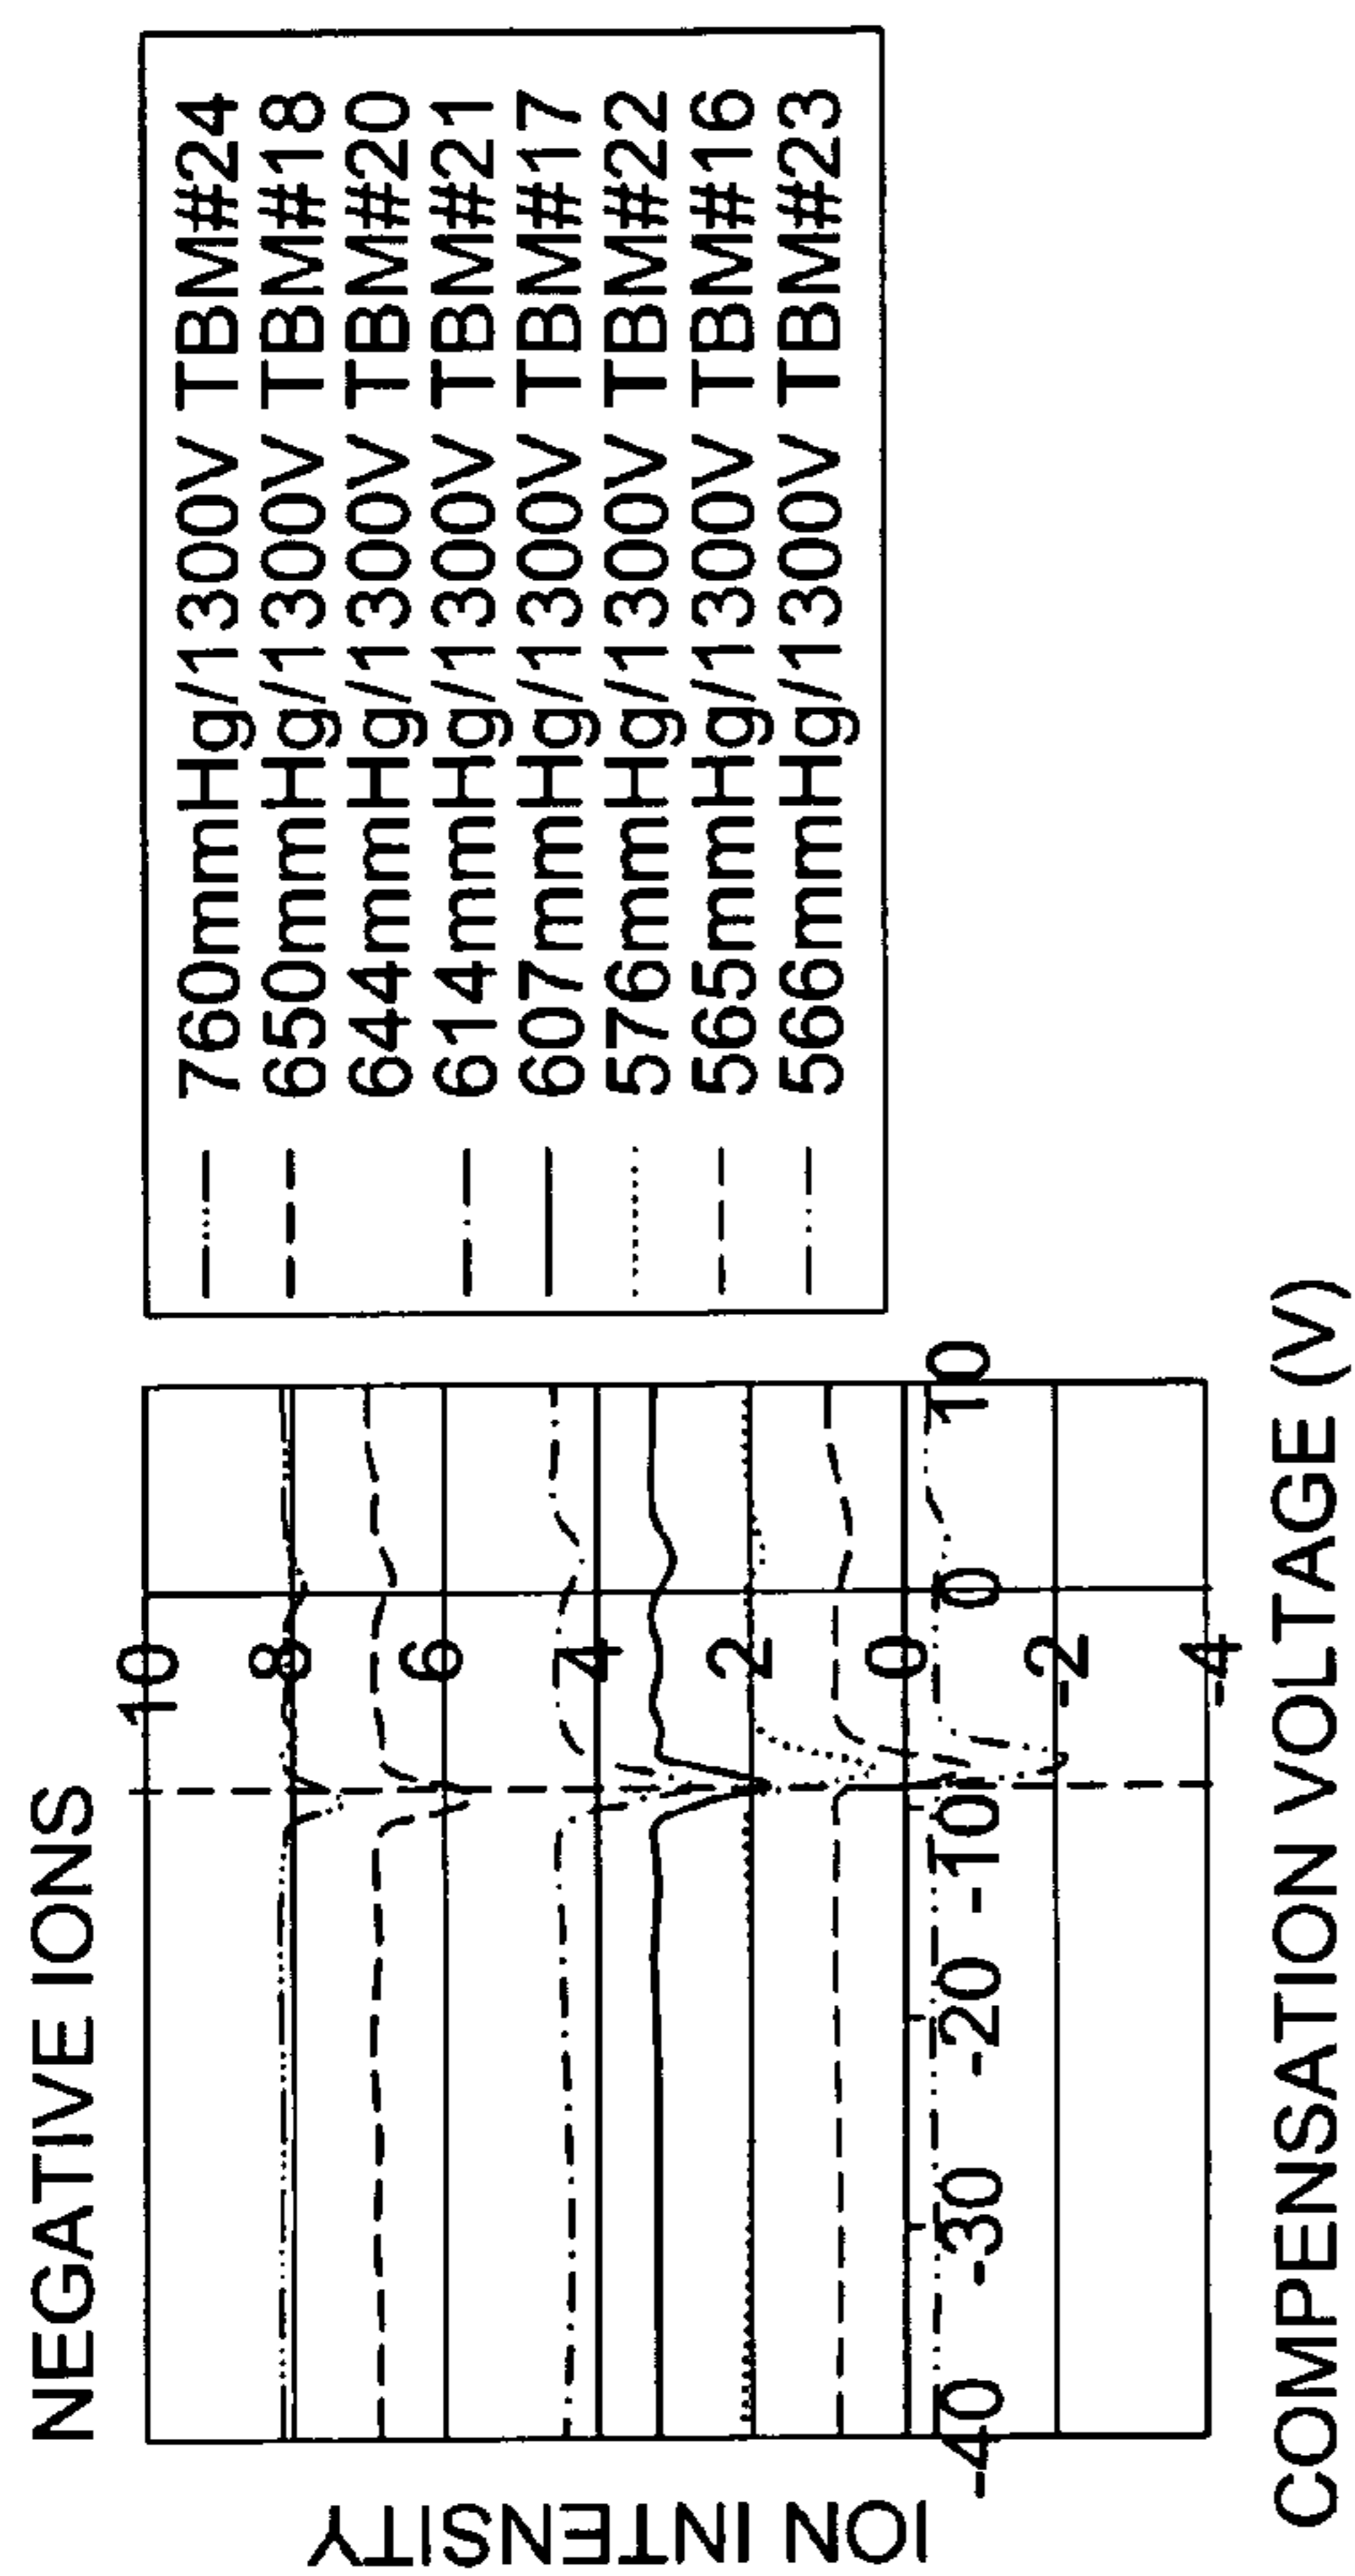 NEGATIVE IONS
ION INTENSITY
10
8
6
4
2
0
-2
-4
-40
-30
-20
-10
0
10
COMPENSATION VOLTAGE (V)
760mmHg/1300V TBM#24
650mmHg/1300V TBM#18
644mmHg/1300V TBM#20
614mmHg/1300V TBM#21
607mmHg/1300V TBM#17
576mmHg/1300V TBM#22
565mmHg/1300V TBM#16
566mmHg/1300V TBM#23